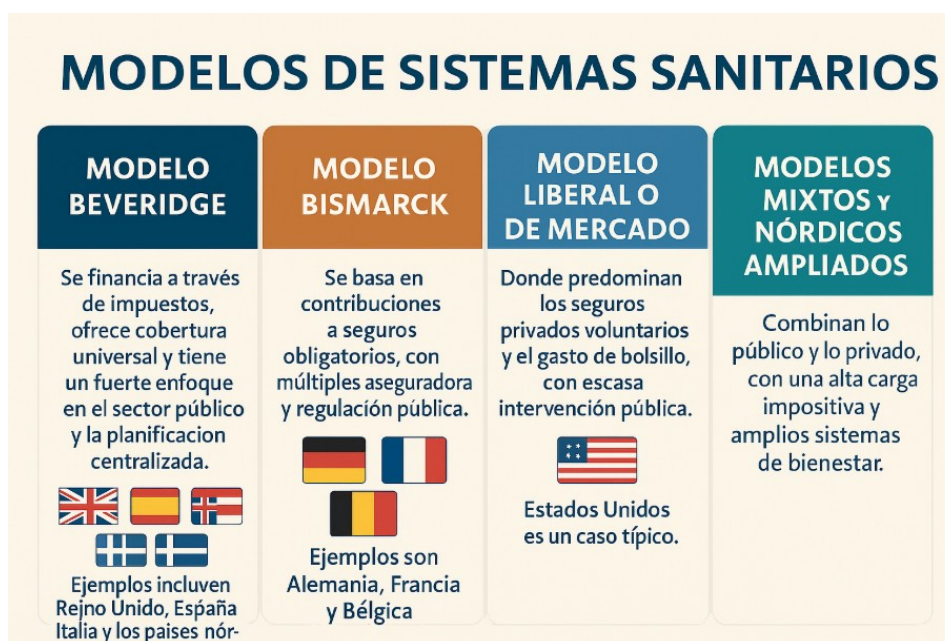 MODELOS DE SISTEMAS SANITARIOS
MODELO
BEVERIDGE
Se financia a través
de impuestos,
ofrece cobertura
universal y tiene
un fuerte enfoque
en el sector público
y la planificacion
centralizada.
Ejemplos incluven
Rejno Unido, España
Italia y los paises nór-
MODELO
BISMARCK
Se basa en
contribuciones
a seguros
obligatorios, con
múltiples aseguradora
y regulación pública.
Ejemplos son
Alemania, Francia
y Bélgica
MODELO
LIBERAL O
DE MERCADO
Donde predominan
los seguros
privados voluntarios
y el gasto de bolsillo,
con escasa
intervención pública.
Estados Unidos
es un caso típico.
MODELOS
MIXTOS Y
NÓRDICOS
AMPLIADOS
Combinan lo
público y lo privado,
con una alta carga
impositiva y
amplios sistemas
de bienestar.